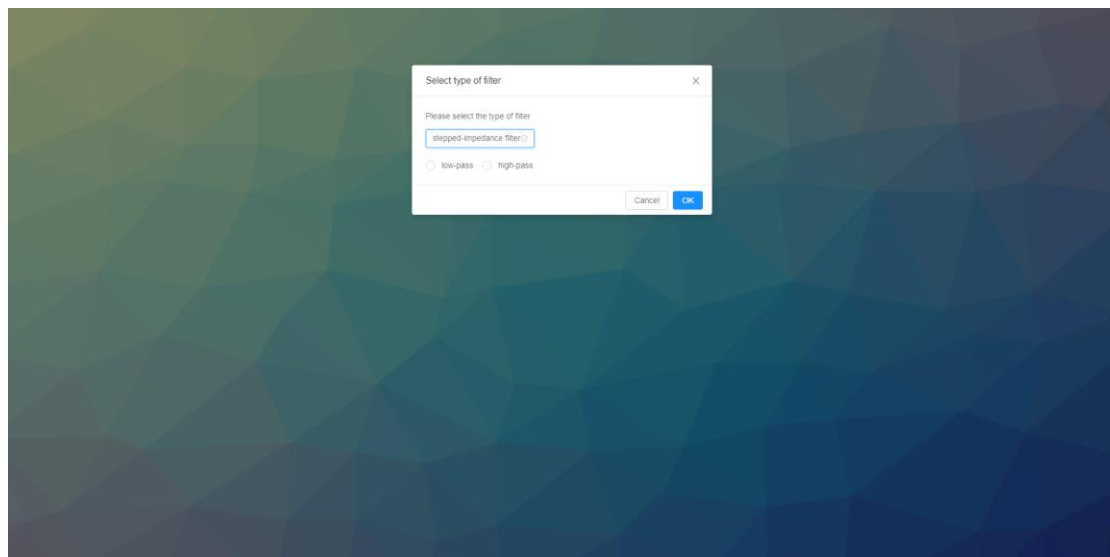 Select type of filter X
Please select the type of filter
stepped-impedance filter
low-pass high-pass
Cancel OK